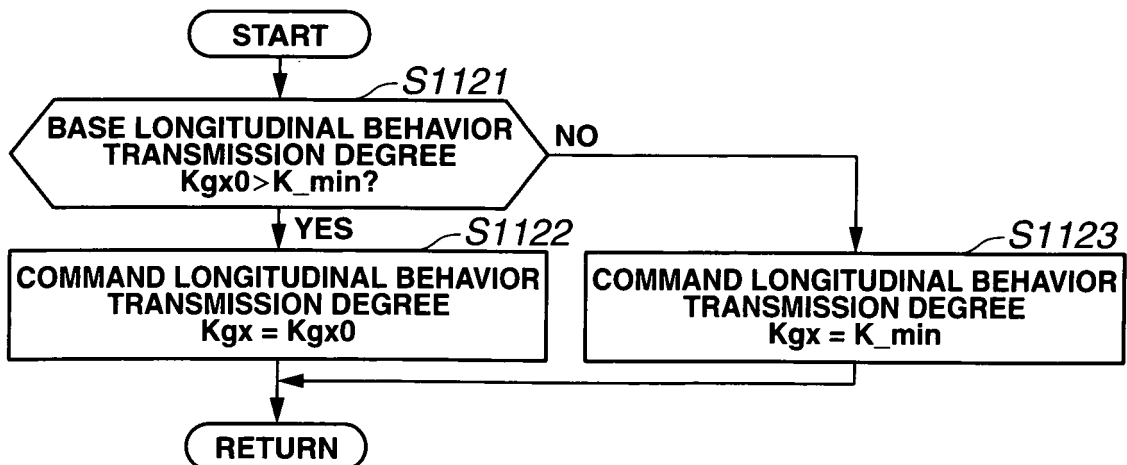 START
S1121
BASE LONGITUDINAL BEHAVIOR
TRANSMISSION DEGREE
Kgx0>K_min?
NO
YES
S1122
COMMAND LONGITUDINAL BEHAVIOR
TRANSMISSION DEGREE
Kgx = Kgx0
S1123
COMMAND LONGITUDINAL BEHAVIOR
TRANSMISSION DEGREE
Kgx = K_min
RETURN